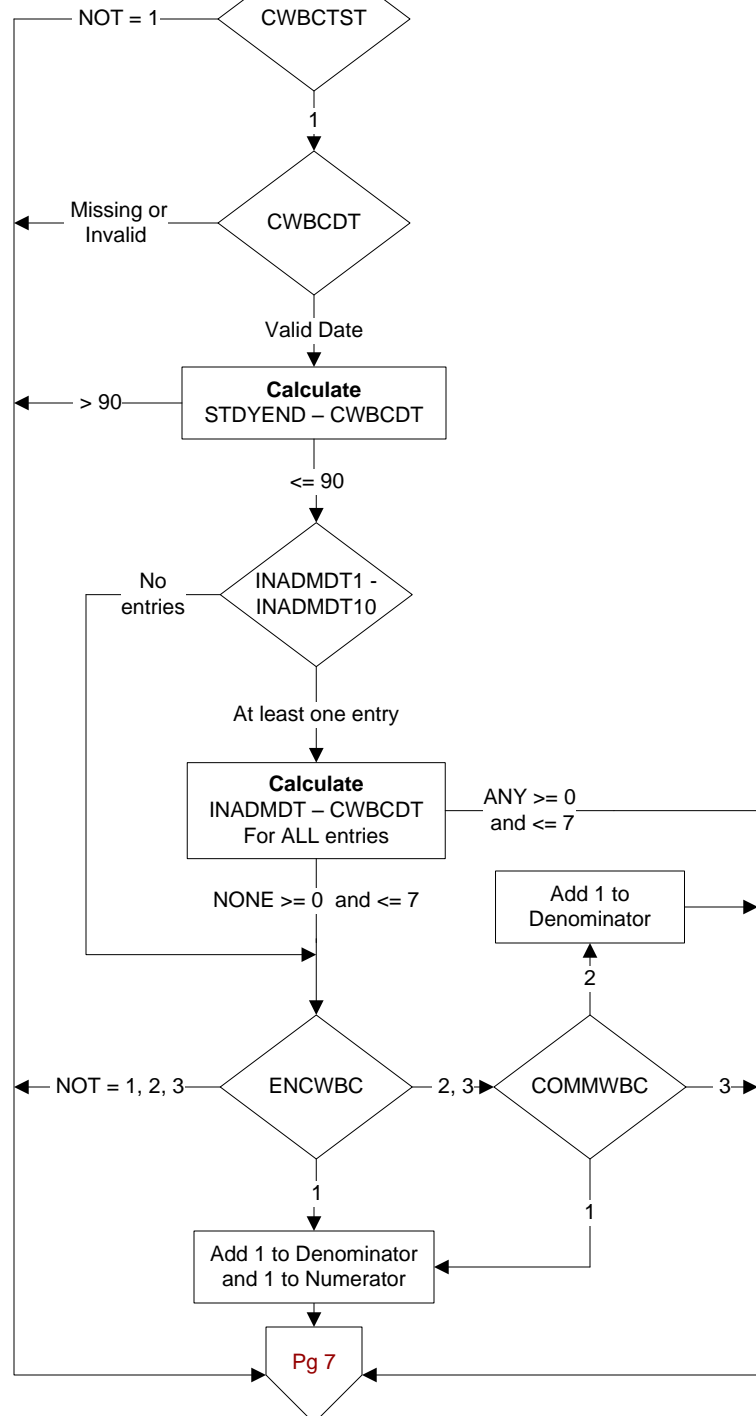 NOT = 1
CWBCTST
1
Missing or
Invalid
CWBCDT
Valid Date
> 90
Calculate
STDYEND – CWBCDT
<= 90
No
entries
INADMDT1 -
INADMDT10
At least one entry
Calculate
INADMDT – CWBCDT
For ALL entries
ANY >= 0
and <= 7
NONE >= 0 and <= 7
Add 1 to
Denominator
2
NOT = 1, 2, 3
ENCWBC
2, 3
COMMWBC
3
1
1
Add 1 to Denominator
and 1 to Numerator
Pg 7